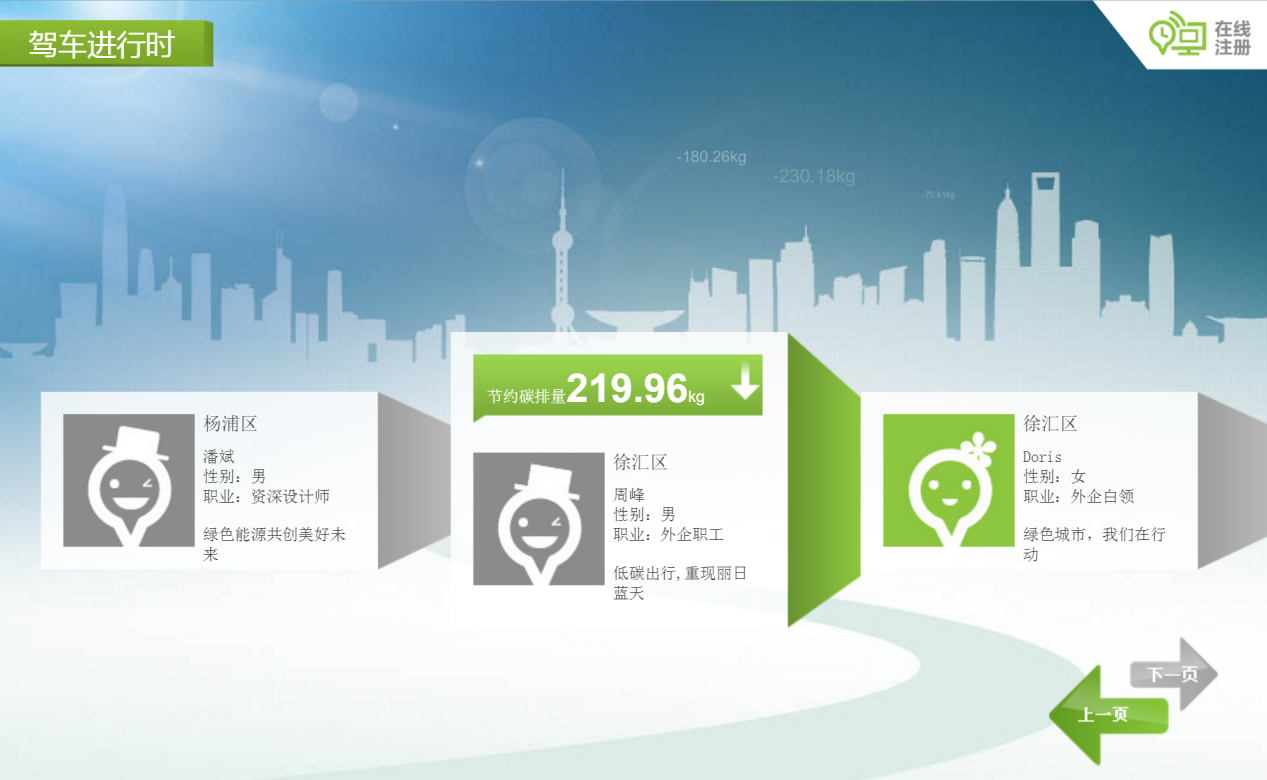 驾车进行时
在线
注册
-180.26kg
-230.18kg
-70.61kg
杨浦区
潘斌
性别：男
职业：资深设计师
绿色能源共创美好未
来
节约碳排量219.96kg
徐汇区
周峰
性别：男
职业：外企职工
低碳出行,重现丽日
蓝天
徐汇区
Doris
性别：女
职业：外企白领
绿色城市，我们在行
动
下一页
上一页